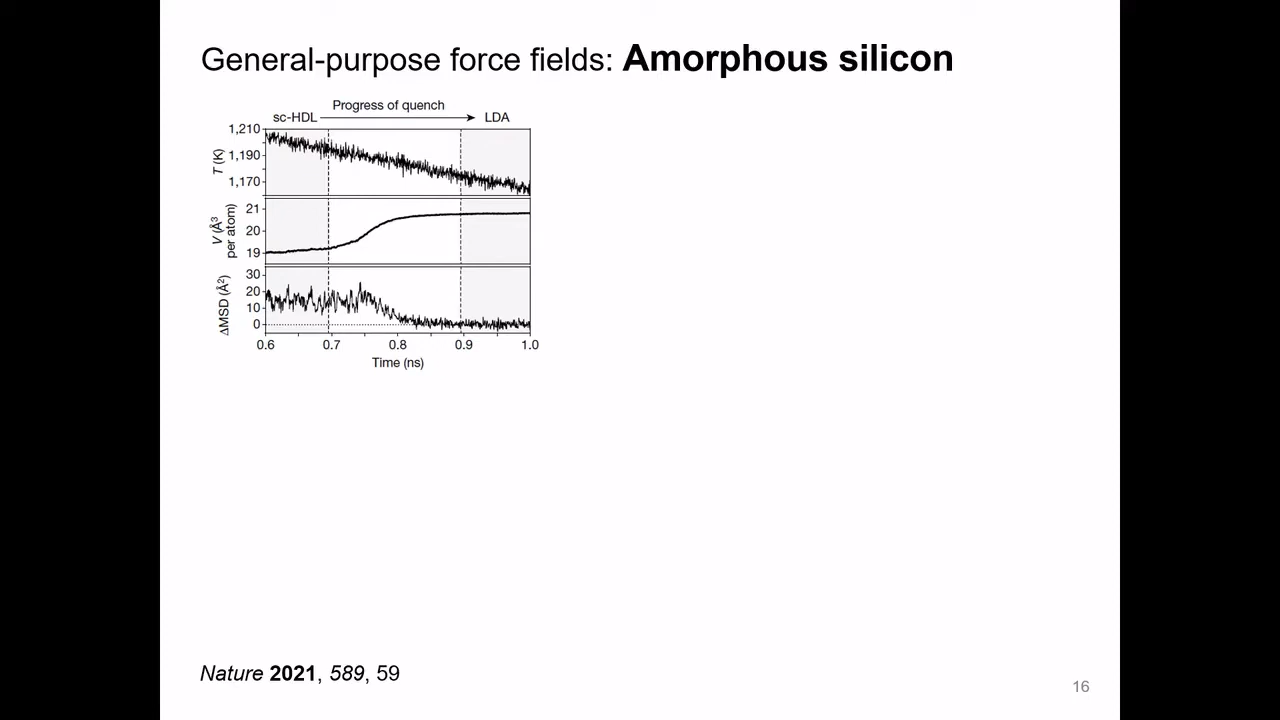 General-purpose force fields: Amorphous silicon
Progress of quench
sc-HDL LDA
1,210
1,190
1,170
T (K)
21
20
19
V (Å³
per atom)
30
20
10
0
ΔMSD (Å²)
0.6 0.7 0.8 0.9 1.0
Time (ns)
Nature 2021, 589, 59
16